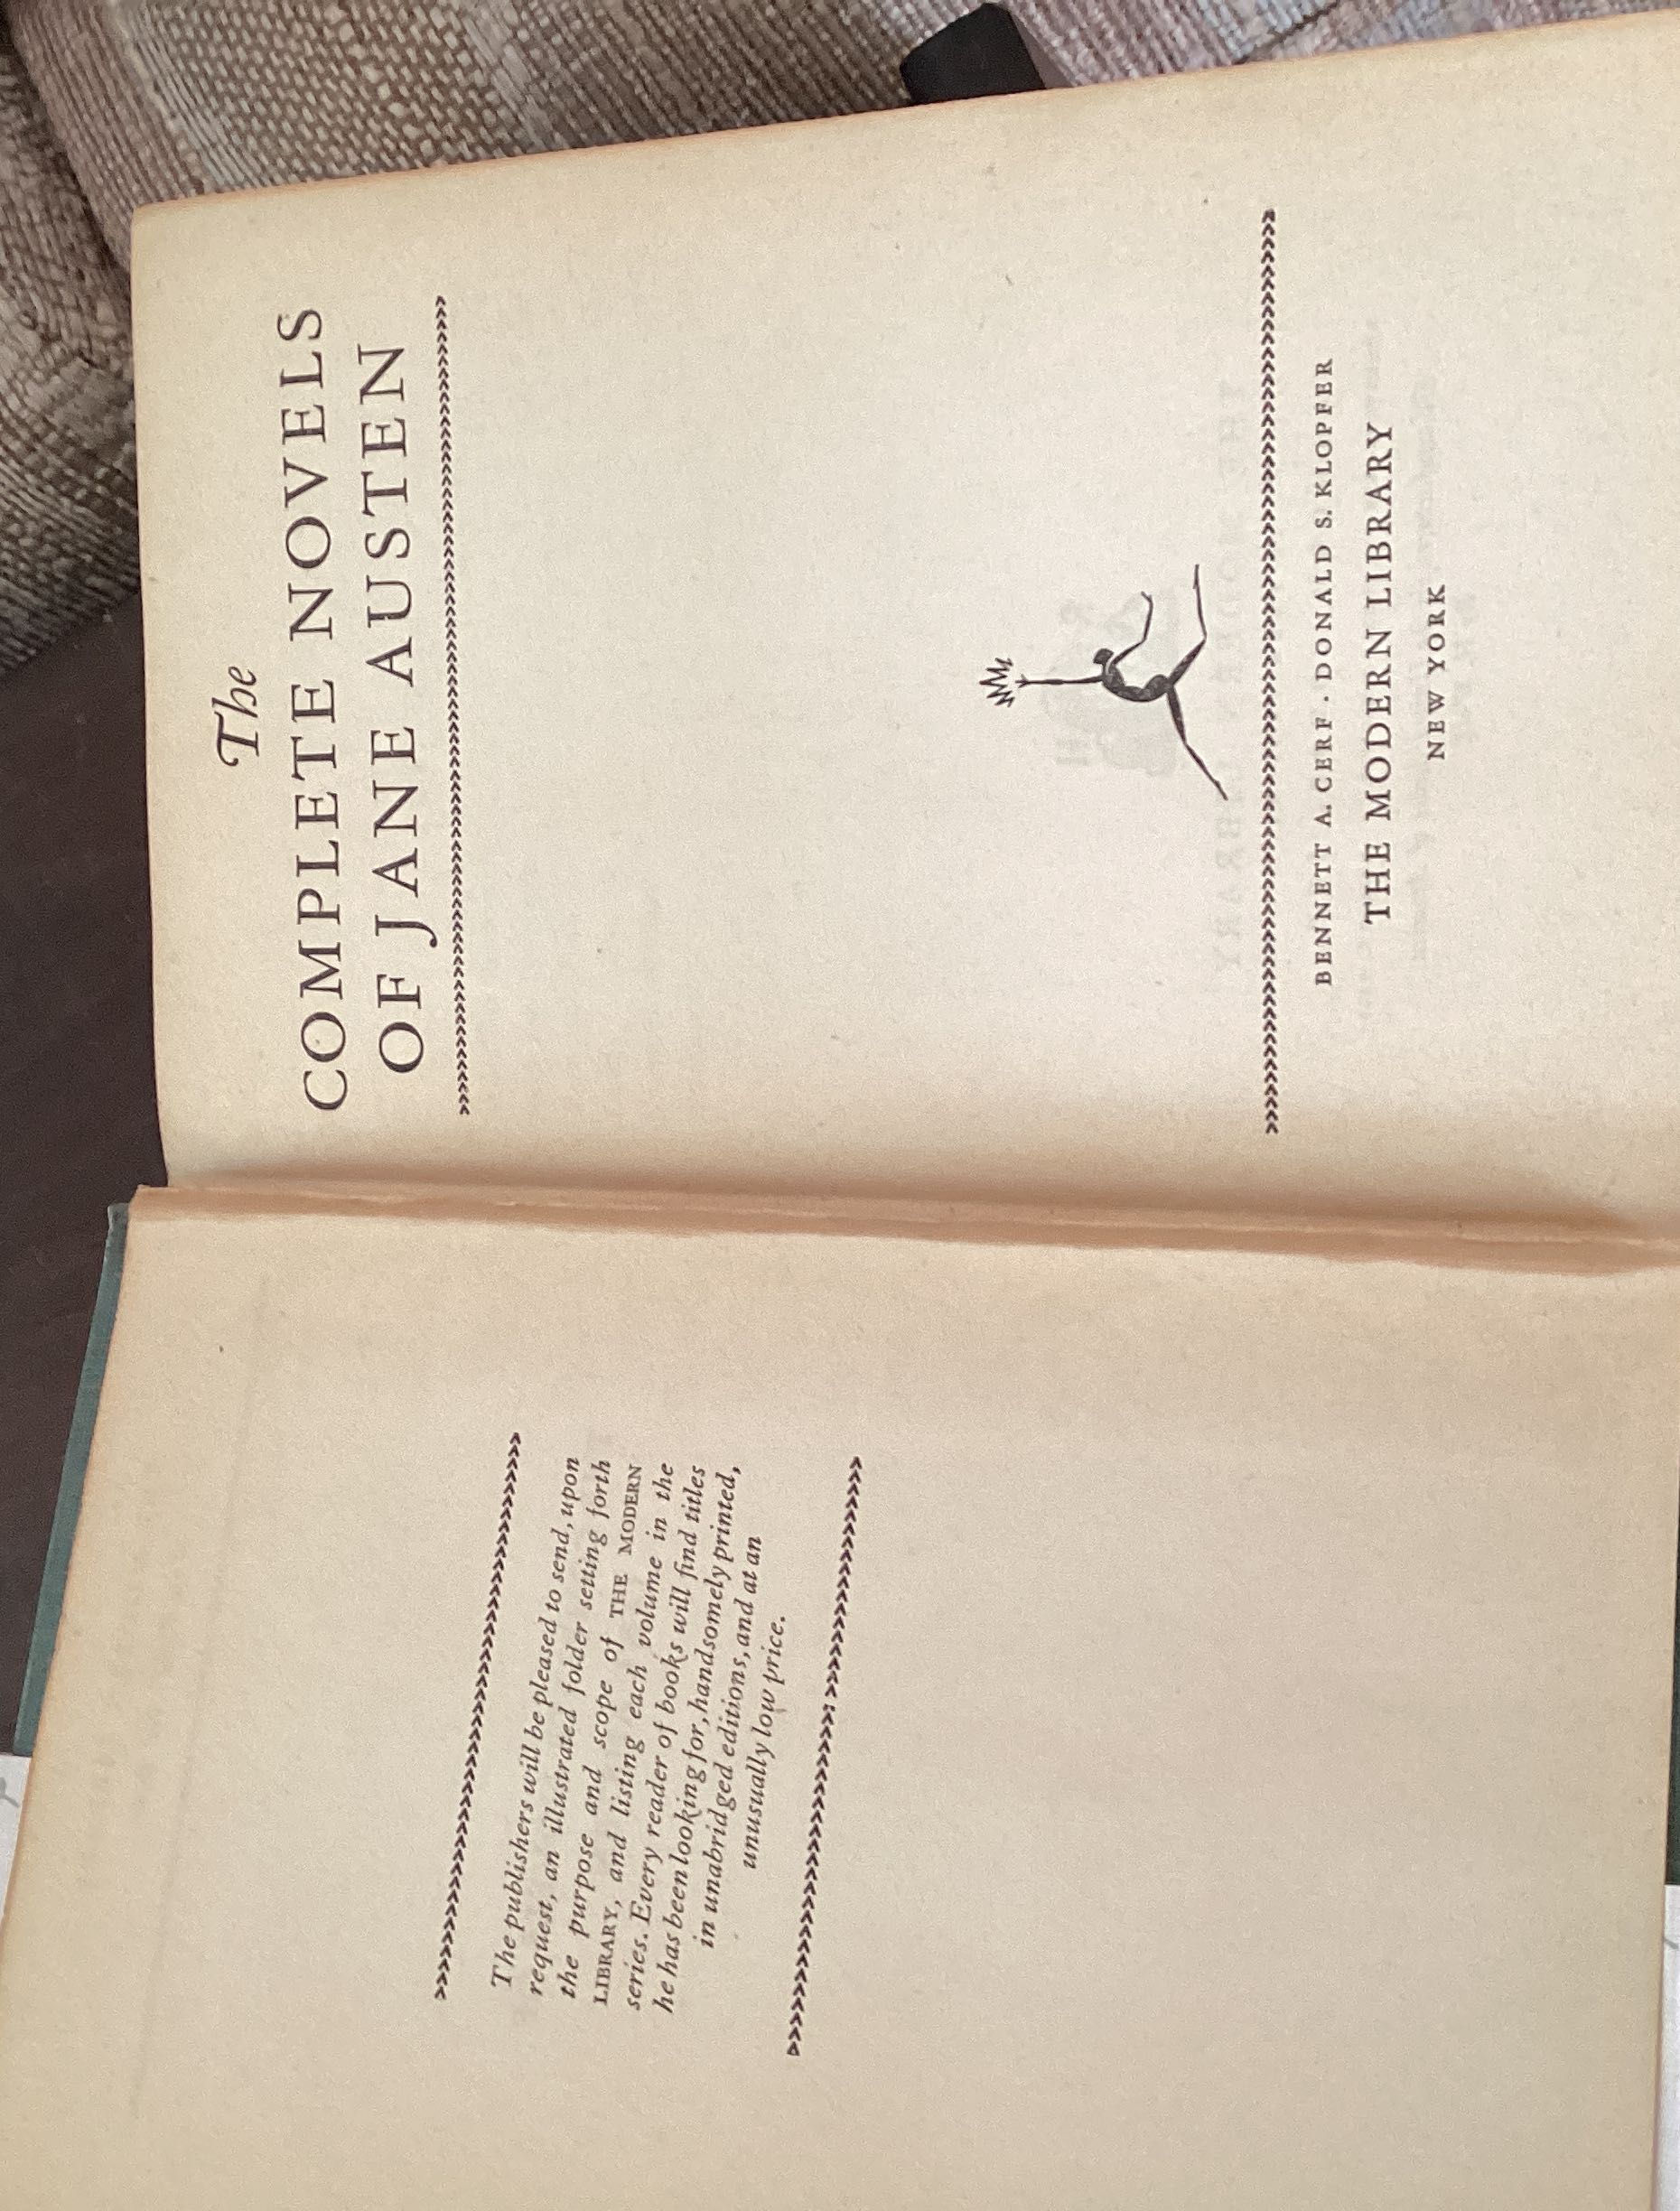 The publishers will be pleased to send, upon
request, an illustrated folder setting forth
the purpose and scope of THE MODERN
LIBRARY, and listing each volume in the
series. Every reader of books will find titles
he has been looking for, handsomely printed,
in unabridged editions, and at an
unusually low price.
The
COMPLETE NOVELS
OF JANE AUSTEN
BENNETT A. CERF · DONALD S. KLOPFER
THE MODERN LIBRARY
NEW YORK